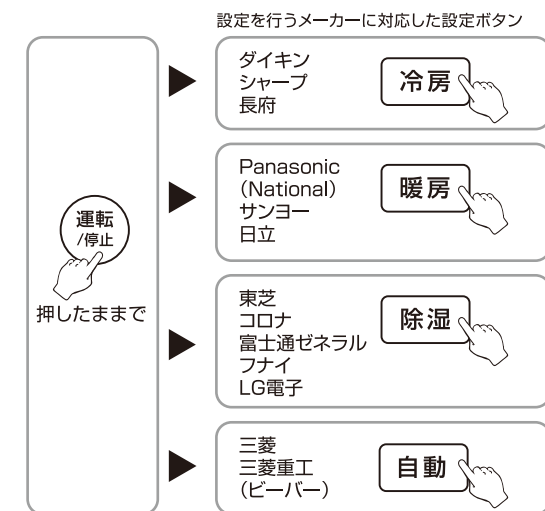 設定を行うメーカーに対応した設定ボタン
運転
/停止
押したままで
ダイキン
シャープ
長府
冷房
Panasonic
(National)
サンヨー
日立
暖房
東芝
コロナ
富士通ゼネラル
フナイ
LG電子
除湿
三菱
三菱重工
(ビーバー)
自動